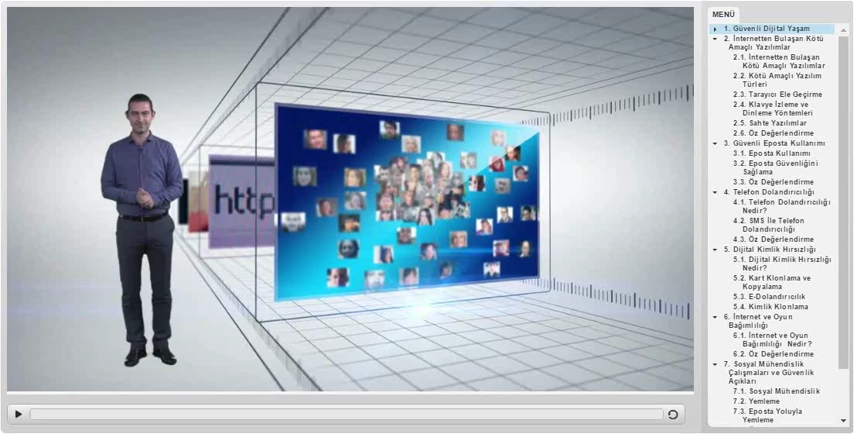 http
MENÜ
1. Güvenli Dijital Yaşam
2. İnternetten Bulaşan Kötü
Amaçlı Yazılımlar
2.1. İnternetten Bulaşan
Kötü Amaçlı Yazılımlar
2.2. Kötü Amaçlı Yazılım
Türleri
2.3. Tarayıcı Ele Geçirme
2.4. Klavye İzleme ve
Dinleme Yöntemleri
2.5. Sahte Yazılımlar
2.6. Öz Değerlendirme
3. Güvenli Eposta Kullanımı
3.1. Eposta Kullanımı
3.2. Eposta Güvenliğini
Sağlama
3.3. Öz Değerlendirme
4. Telefon Dolandırıcılığı
4.1. Telefon Dolandırıcılığı
Nedir?
4.2. SMS İle Telefon
Dolandırıcılığı
4.3. Öz Değerlendirme
5. Dijital Kimlik Hırsızlığı
5.1. Dijital Kimlik Hırsızlığı
Nedir?
5.2. Kart Klonlama ve
Kopyalama
5.3. E-Dolandırıcılık
5.4. Kimlik Klonlama
6. İnternet ve Oyun
Bağımlılığı
6.1. İnternet ve Oyun
Bağımlılığı Nedir?
6.2. Öz Değerlendirme
7. Sosyal Mühendislik
Çalışmaları ve Güvenlik
Açıkları
7.1. Sosyal Mühendislik
7.2. Yemleme
7.3. Eposta Yoluyla
Yemleme